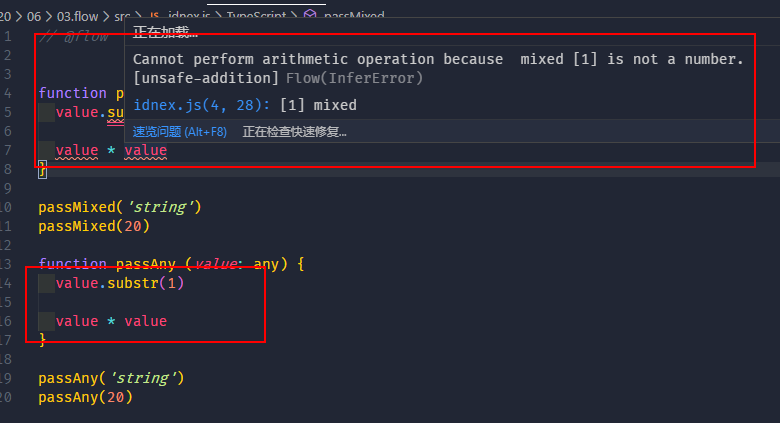 20 › 06 › 03.flow › src › JS idnex.js › TypeScript › passMixed
1 // @flow
正在加载...
2
Cannot perform arithmetic operation because mixed [1] is not a number.
3
[unsafe-addition] Flow(InferError)
4 function p
idnex.js(4, 28): [1] mixed
5 value.su
6
速览问题 (Alt+F8) 正在检查快速修复...
7 value * value
8 }
9
10 passMixed('string')
11 passMixed(20)
12
13 function passAny (value: any) {
14 value.substr(1)
15
16 value * value
17 }
18
19 passAny('string')
20 passAny(20)